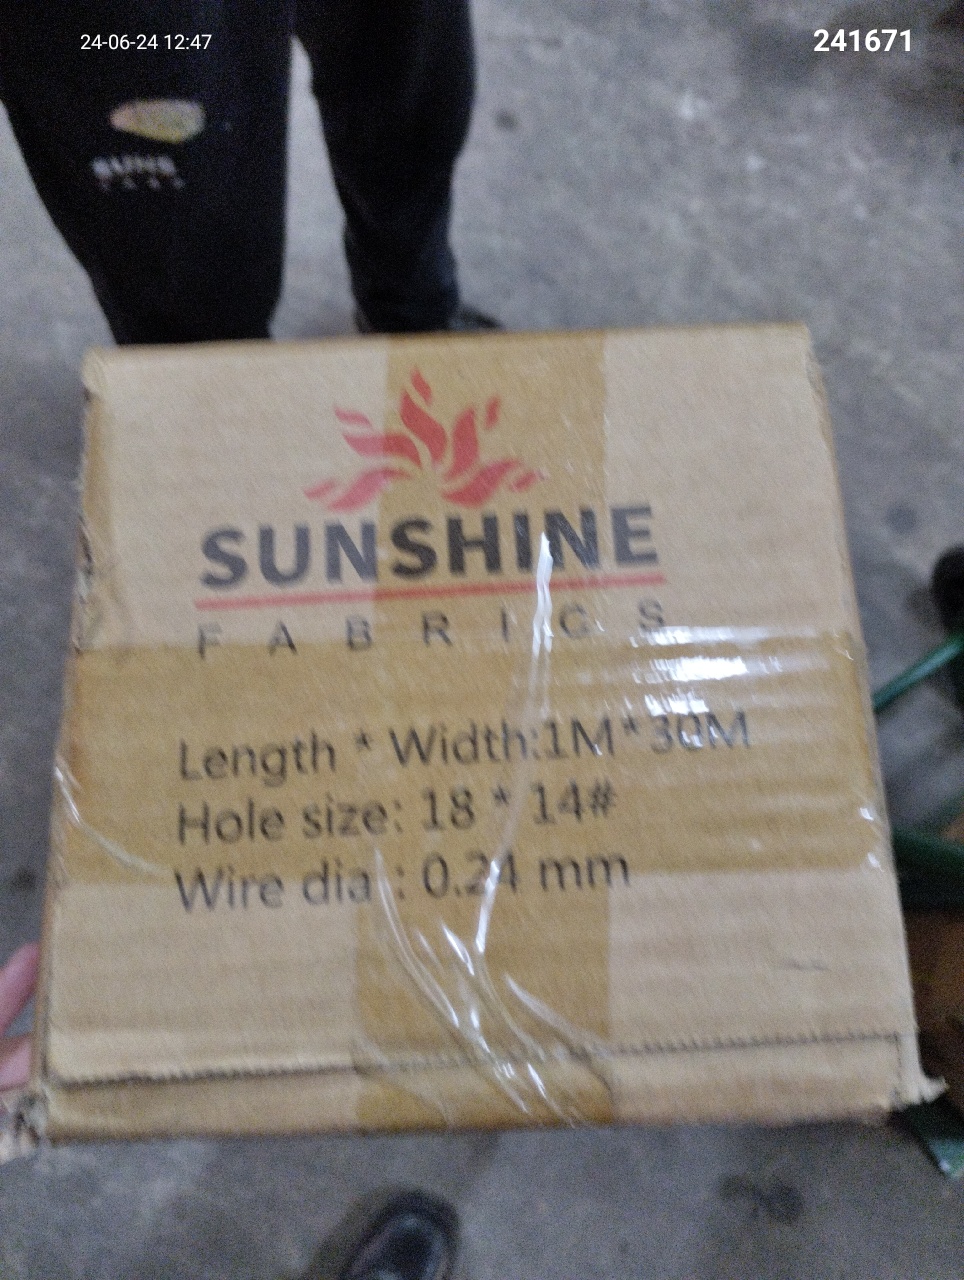 24-06-24 12:47
241671
SUNSHINE
FABRICS
Length * Width:1M*30M
Hole size: 18 * 14#
Wire dia : 0.24 mm